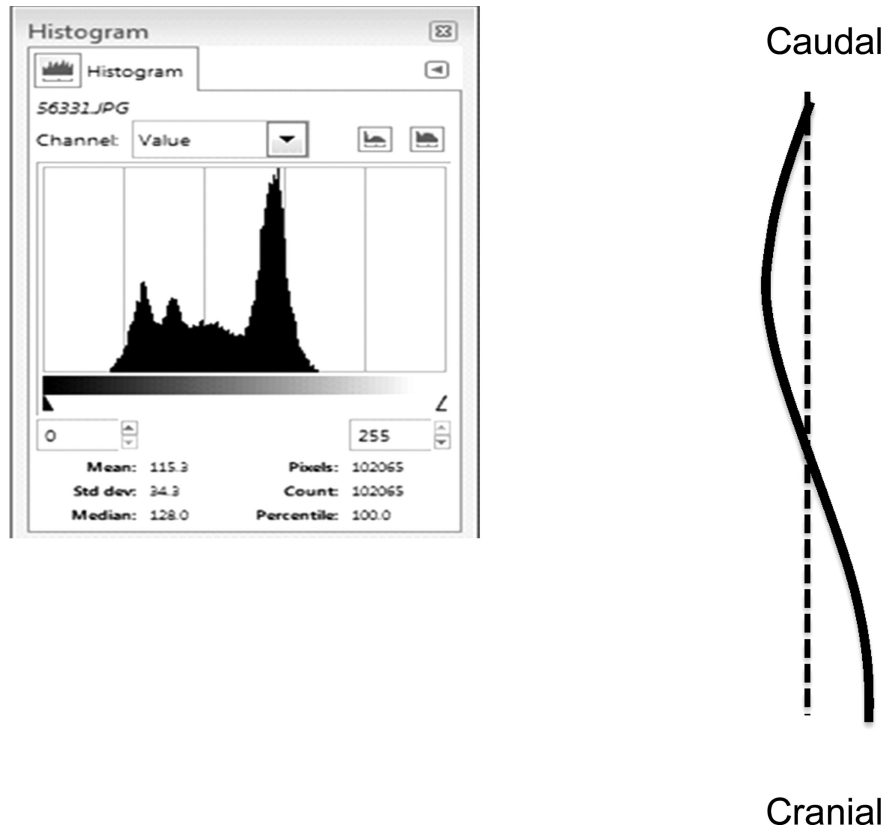 Histogram
Histogram
56331.JPG
Channel: Value
0 255
Mean: 115.3 Pixels: 102065
Std dev: 34.3 Count: 102065
Median: 128.0 Percentile: 100.0
Caudal
Cranial